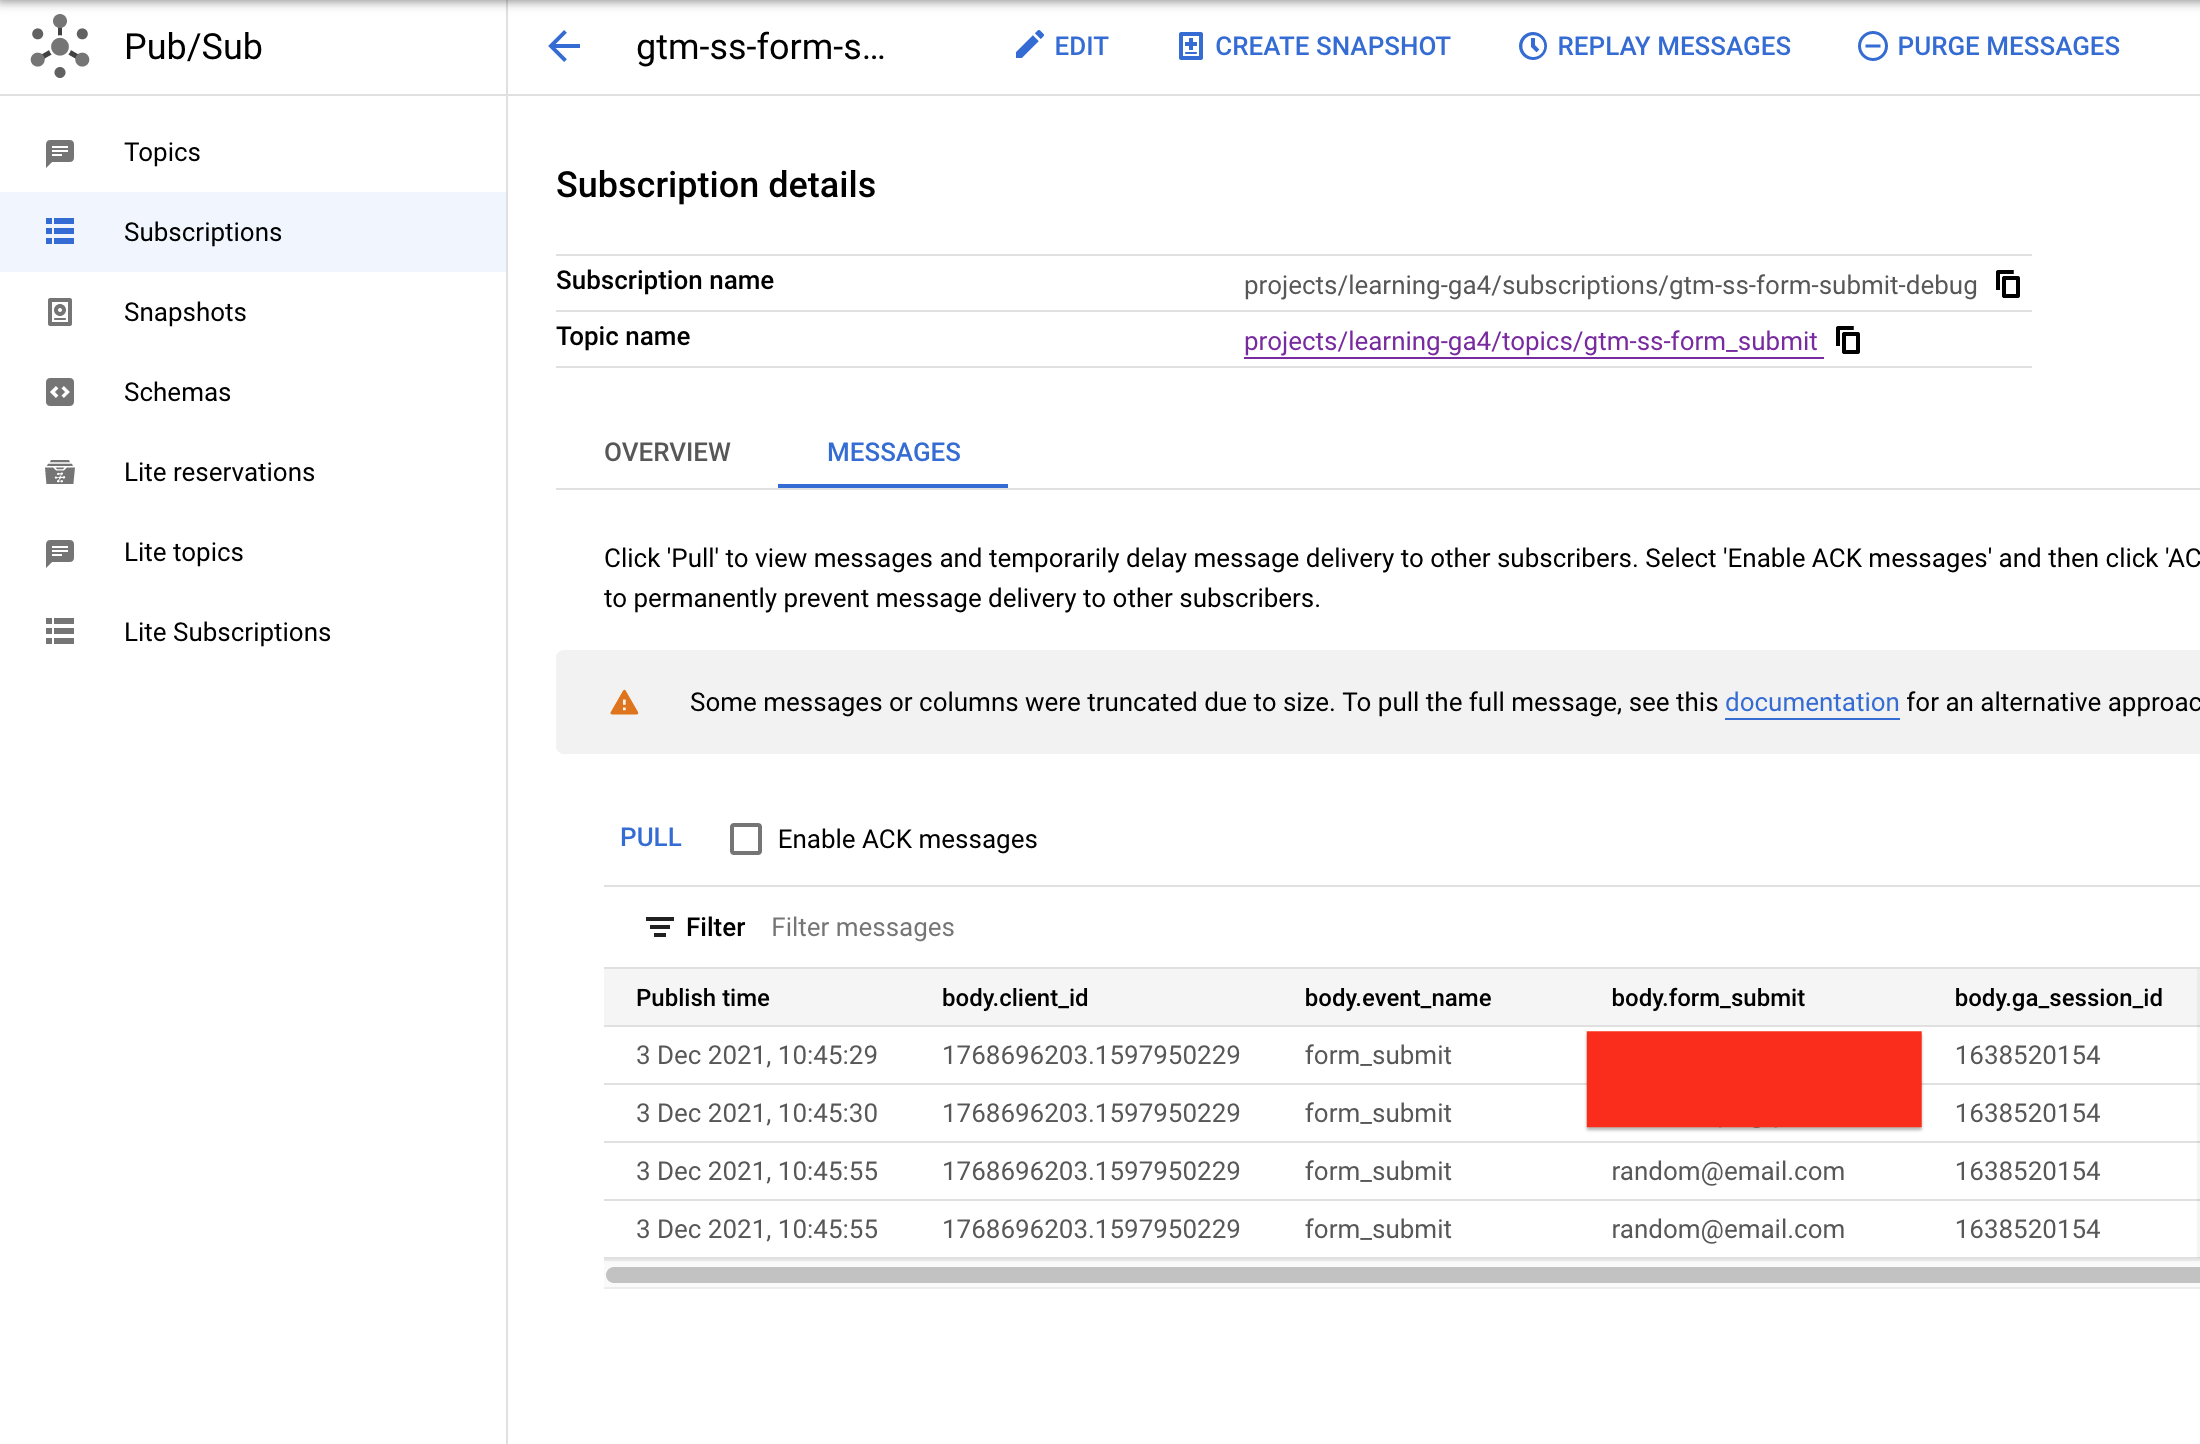 Pub/Sub
gtm-ss-form-s...
EDIT
CREATE SNAPSHOT
REPLAY MESSAGES
PURGE MESSAGES
Topics
Subscriptions
Snapshots
Schemas
Lite reservations
Lite topics
Lite Subscriptions
Subscription details
Subscription name projects/learning-ga4/subscriptions/gtm-ss-form-submit-debug
Topic name projects/learning-ga4/topics/gtm-ss-form_submit
OVERVIEW MESSAGES
Click 'Pull' to view messages and temporarily delay message delivery to other subscribers. Select 'Enable ACK messages' and then click 'AC
to permanently prevent message delivery to other subscribers.
Some messages or columns were truncated due to size. To pull the full message, see this documentation for an alternative approac
PULL Enable ACK messages
Filter Filter messages
Publish time body.client_id body.event_name body.form_submit body.ga_session_id
3 Dec 2021, 10:45:29 1768696203.1597950229 form_submit 1638520154
3 Dec 2021, 10:45:30 1768696203.1597950229 form_submit 1638520154
3 Dec 2021, 10:45:55 1768696203.1597950229 form_submit random@email.com 1638520154
3 Dec 2021, 10:45:55 1768696203.1597950229 form_submit random@email.com 1638520154